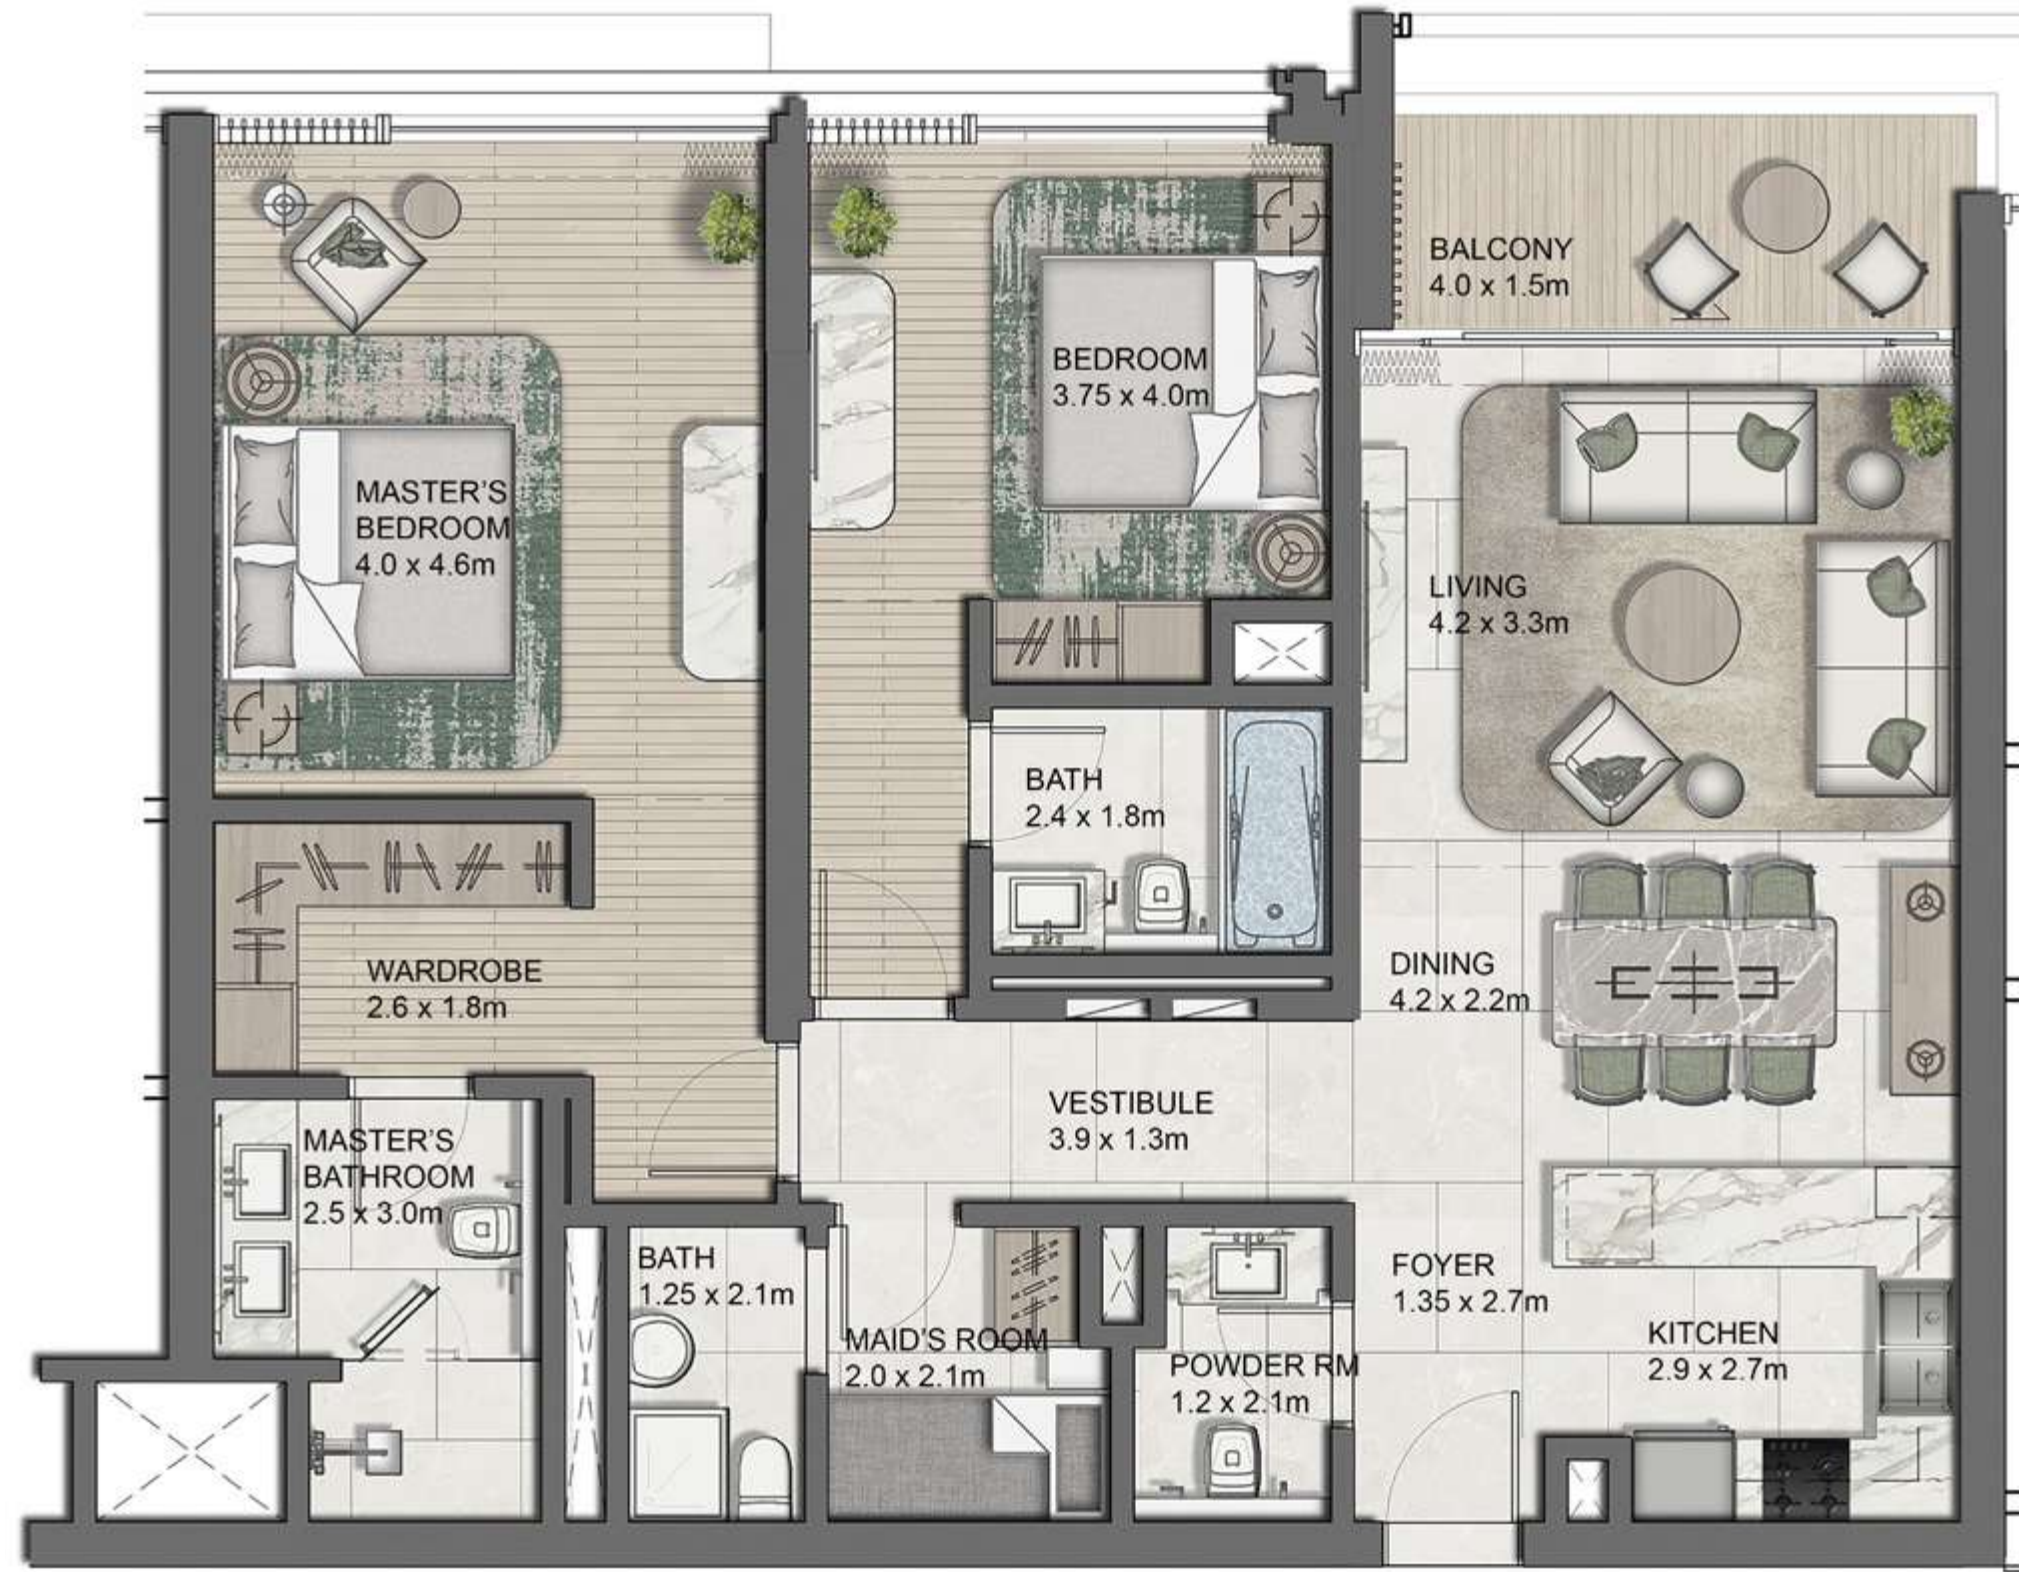 BALCONY
4.0 x 1.5m
BEDROOM
3.75 x 4.0m
MASTER'S
BEDROOM
4.0 x 4.6m
LIVING
4.2 x 3.3m
BATH
2.4 x 1.8m
WARDROBE
2.6 x 1.8m
DINING
4.2 x 2.2m
VESTIBULE
3.9 x 1.3m
MASTER'S
BATHROOM
2.5 x 3.0m
BATH
1.25 x 2.1m
FOYER
1.35 x 2.7m
MAID'S ROOM
2.0 x 2.1m
POWDER RM
1.2 x 2.1m
KITCHEN
2.9 x 2.7m